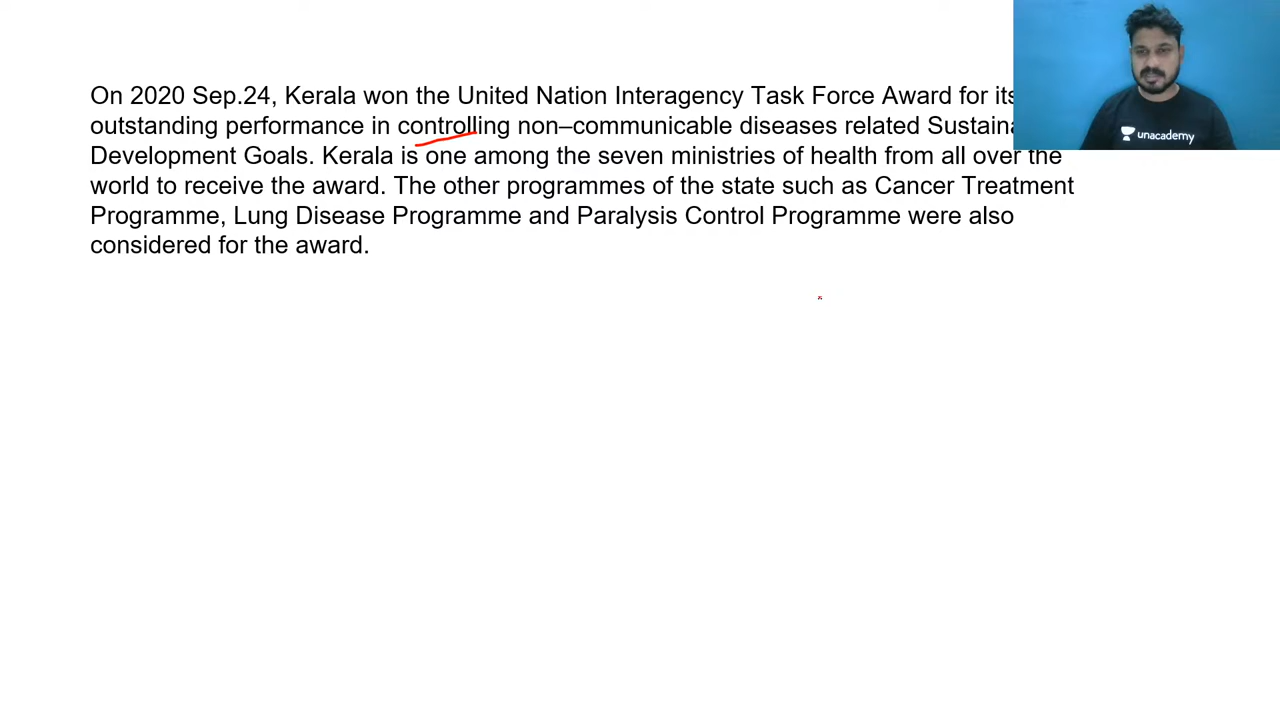 On 2020 Sep.24, Kerala won the United Nation Interagency Task Force Award for its
outstanding performance in controlling non–communicable diseases related
Development Goals. Kerala is one among the seven ministries of health from all over the
world to receive the award. The other programmes of the state such as Cancer Treatment
Programme, Lung Disease Programme and Paralysis Control Programme were also
considered for the award.
unacademy